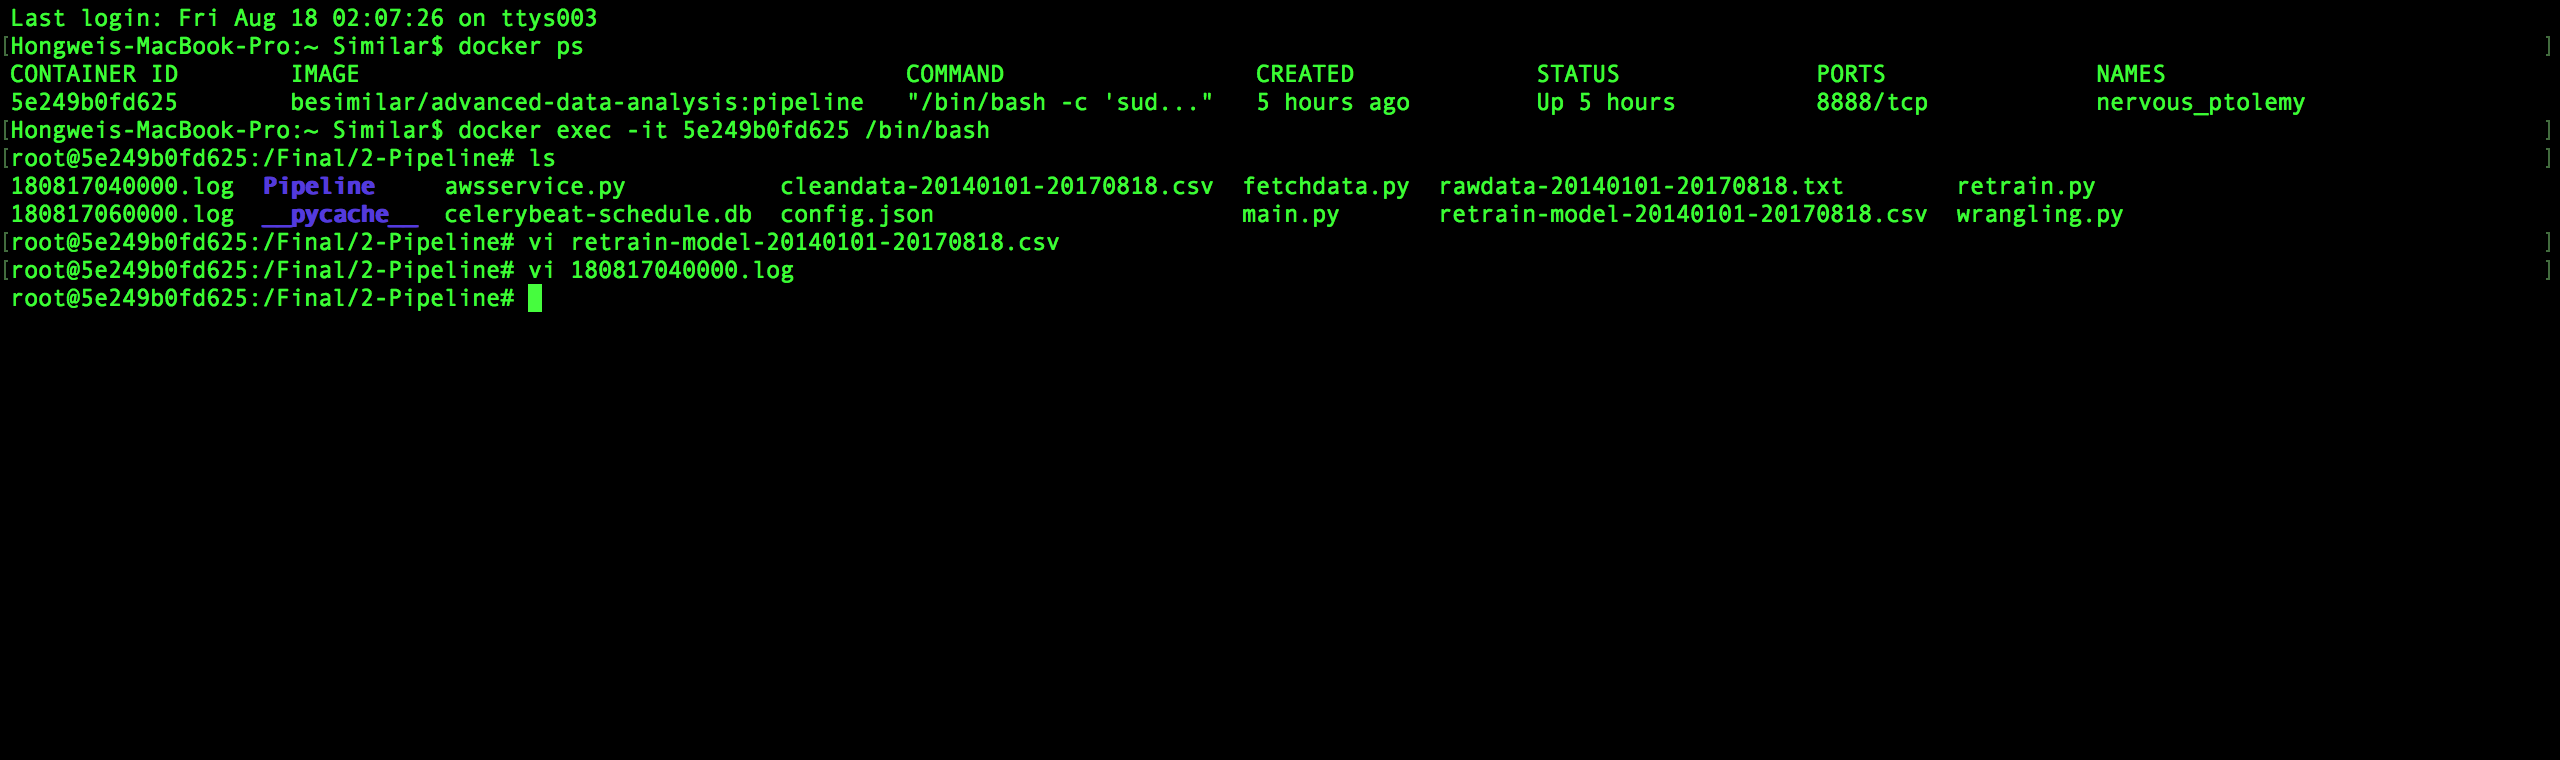 Last login: Fri Aug 18 02:07:26 on ttys003
[Hongweis-MacBook-Pro:~ Similar$ docker ps ]
CONTAINER ID        IMAGE                                       COMMAND                  CREATED             STATUS              PORTS               NAMES
5e249b0fd625        besimilar/advanced-data-analysis:pipeline   "/bin/bash -c 'sud..."   5 hours ago         Up 5 hours          8888/tcp            nervous_ptolemy
[Hongweis-MacBook-Pro:~ Similar$ docker exec -it 5e249b0fd625 /bin/bash ]
[root@5e249b0fd625:/Final/2-Pipeline# ls ]
180817040000.log  Pipeline     awsservice.py           cleandata-20140101-20170818.csv  fetchdata.py  rawdata-20140101-20170818.txt        retrain.py
180817060000.log  __pycache__  celerybeat-schedule.db  config.json                      main.py       retrain-model-20140101-20170818.csv  wrangling.py
[root@5e249b0fd625:/Final/2-Pipeline# vi retrain-model-20140101-20170818.csv ]
[root@5e249b0fd625:/Final/2-Pipeline# vi 180817040000.log ]
root@5e249b0fd625:/Final/2-Pipeline#